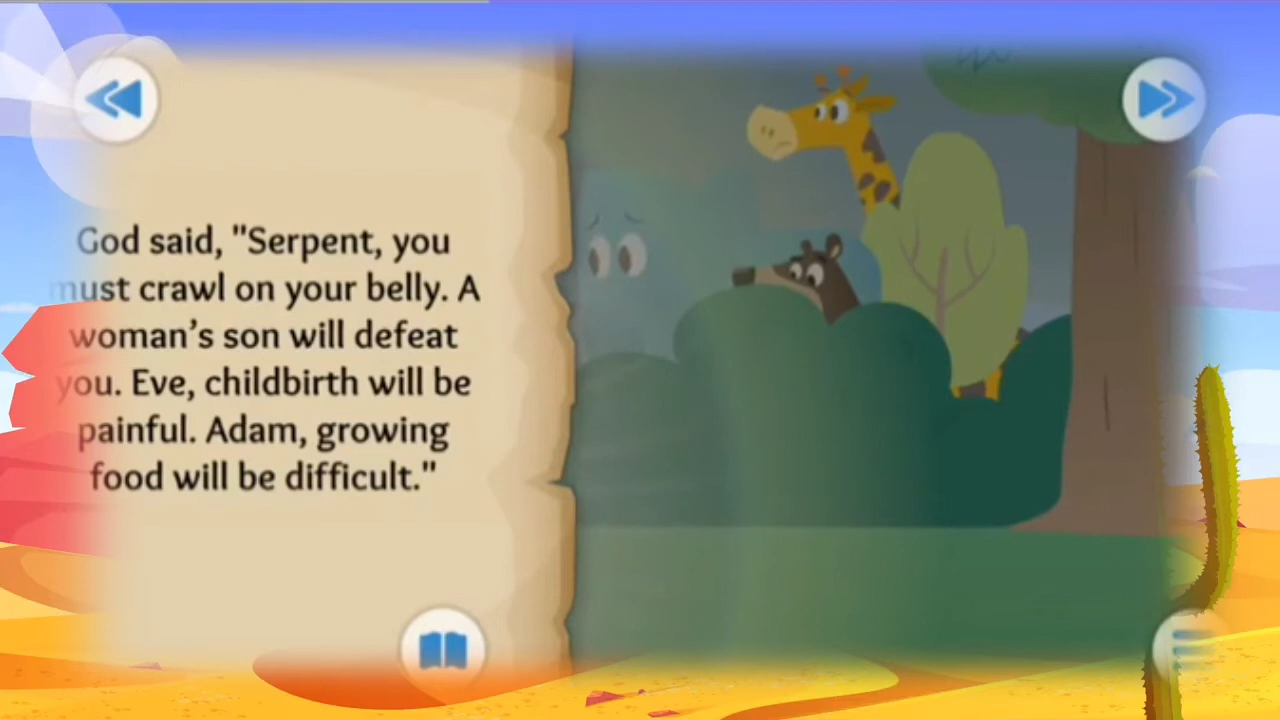 God said, "Serpent, you
must crawl on your belly. A
woman’s son will defeat
you. Eve, childbirth will be
painful. Adam, growing
food will be difficult."